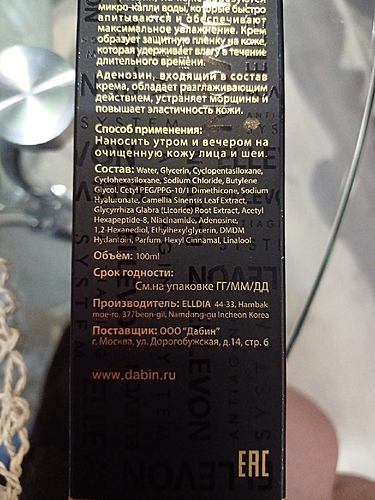 микро-капли воды, которые быстро
впитываются и обеспечивают
максимальное увлажнение. Крем
образует защитную плёнку на коже,
которая удерживает влагу в течение
длительного времени.
Аденозин, входящий в состав
крема, обладает разглаживающим
действием, устраняет морщины и
повышает эластичность кожи.
Способ применения:
Наносить утром и вечером на
очищенную кожу лица и шеи.
Состав: Water, Glycerin, Cyclopentasiloxane,
Cyclohexasiloxane, Sodium Chloride, Butylene
Glycol, Cetyl PEG/PPG-10/1 Dimethicone, Sodium
Hyaluronate, Camellia Sinensis Leaf Extract,
Glycyrrhiza Glabra (Licorice) Root Extract, Acetyl
Hexapeptide-8, Niacinamide, Adenosine,
1,2-Hexanediol, Ethylhexylglycerin, DMDM
Hydantoin, Parfum, Hexyl Cinnamal, Linalool
Объём: 100ml
Срок годности:
См.на упаковке ГГ/ММ/ДД
Производитель: ELLDIA 44-33, Hambak
moe-ro, 377beon-gil, Namdong-gu Incheon Korea
Поставщик: ООО "Дабин"
г. Москва, ул. Дорогобужская, д.14, стр. 6
www.dabin.ru
EAC
ELLEVON